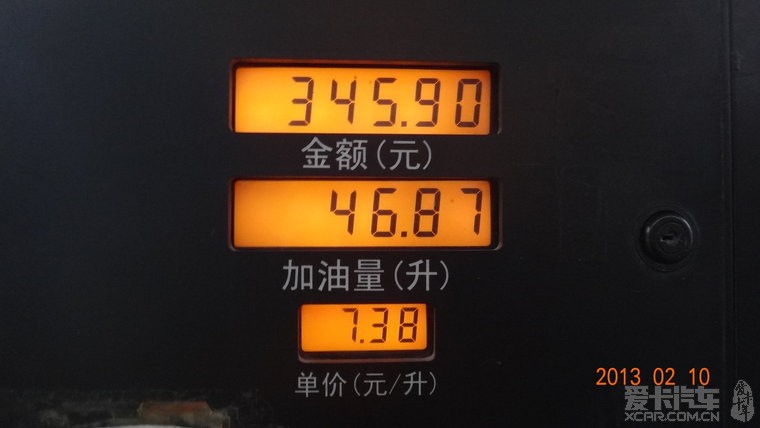 345.90
金额(元)
46.87
加油量(升)
7.38
单价(元/升)
2013 02 10
爱卡汽车
XCAR.COM.CN